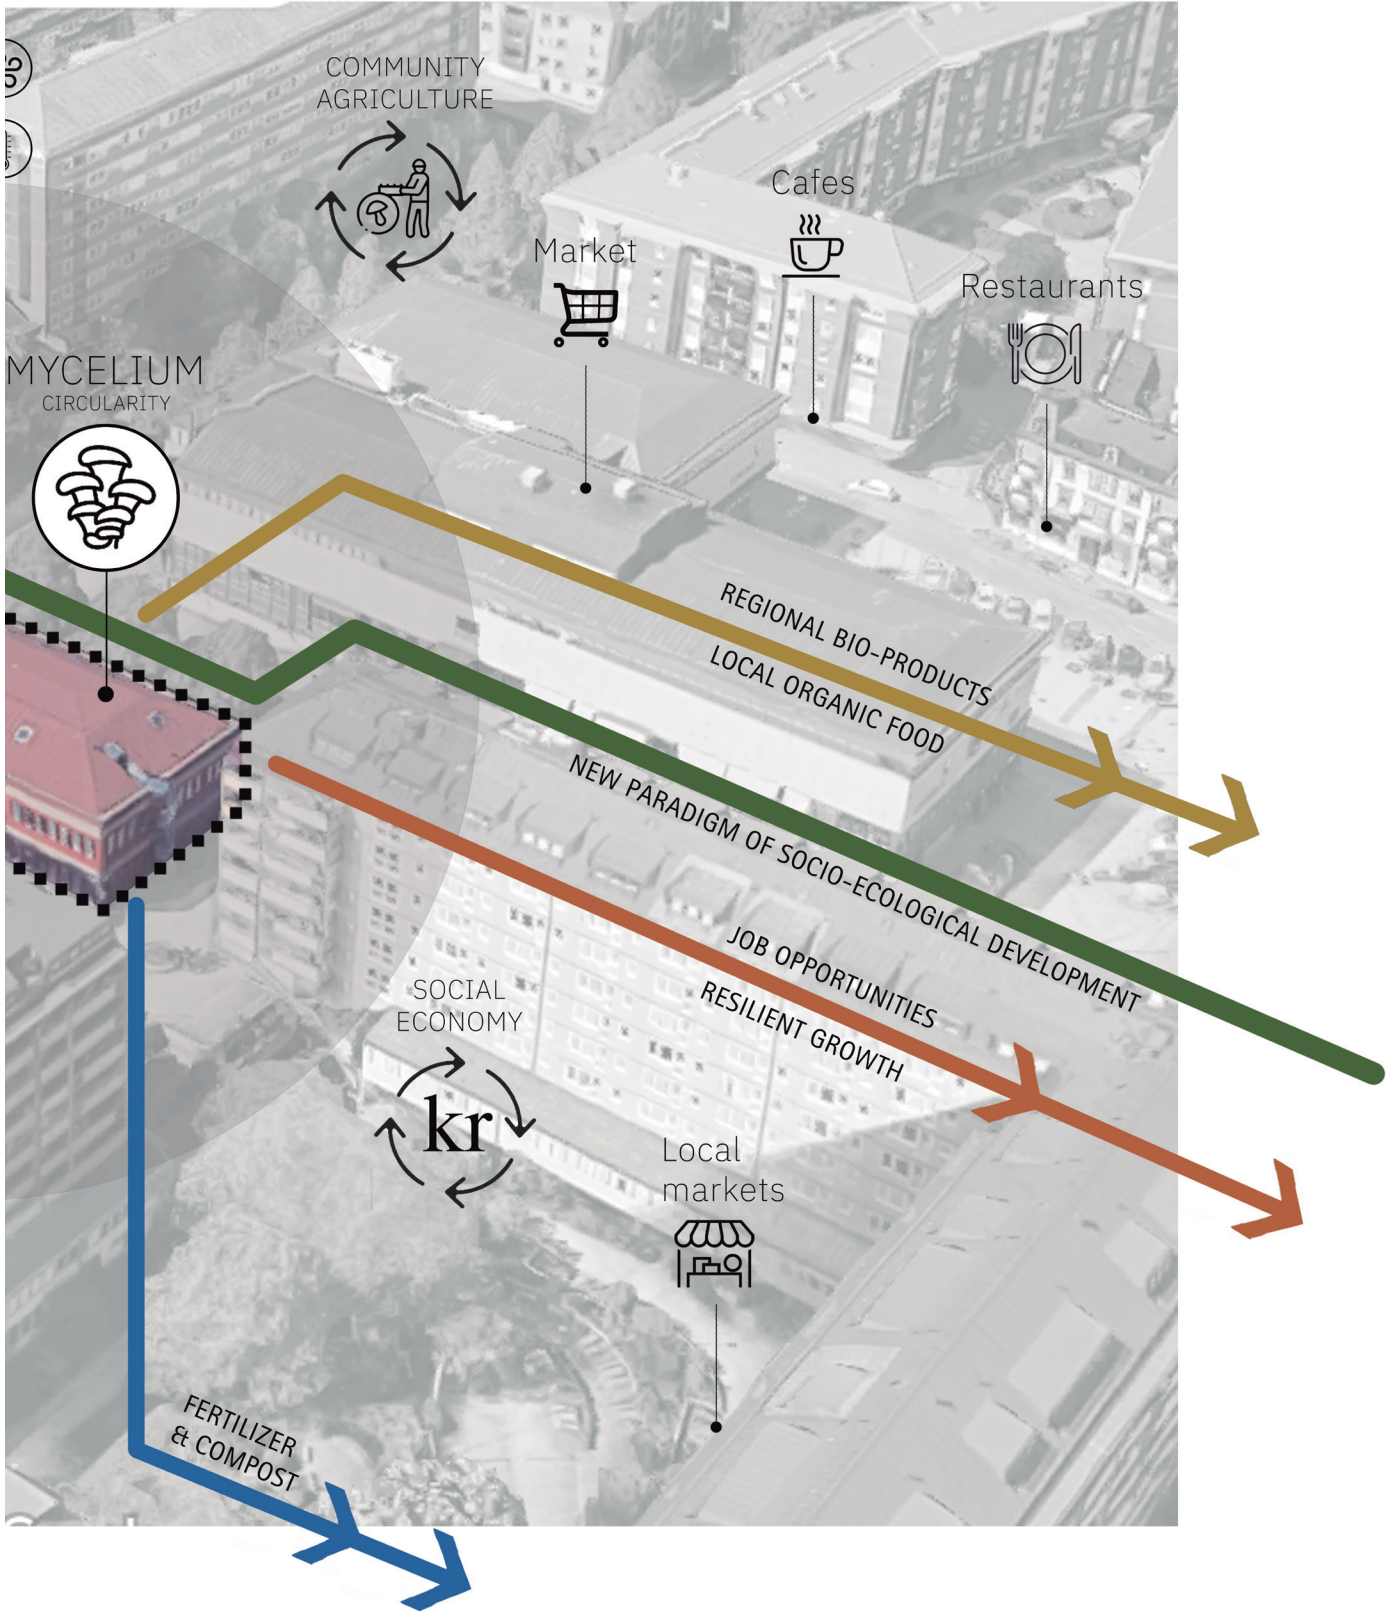 COMMUNITY
AGRICULTURE
Cafes
Market
Restaurants
MYCELIUM
CIRCULARITY
REGIONAL BIO-PRODUCTS
LOCAL ORGANIC FOOD
NEW PARADIGM OF SOCIO-ECOLOGICAL DEVELOPMENT
JOB OPPORTUNITIES
RESILIENT GROWTH
SOCIAL
ECONOMY
kr
Local
markets
FERTILIZER
& COMPOST